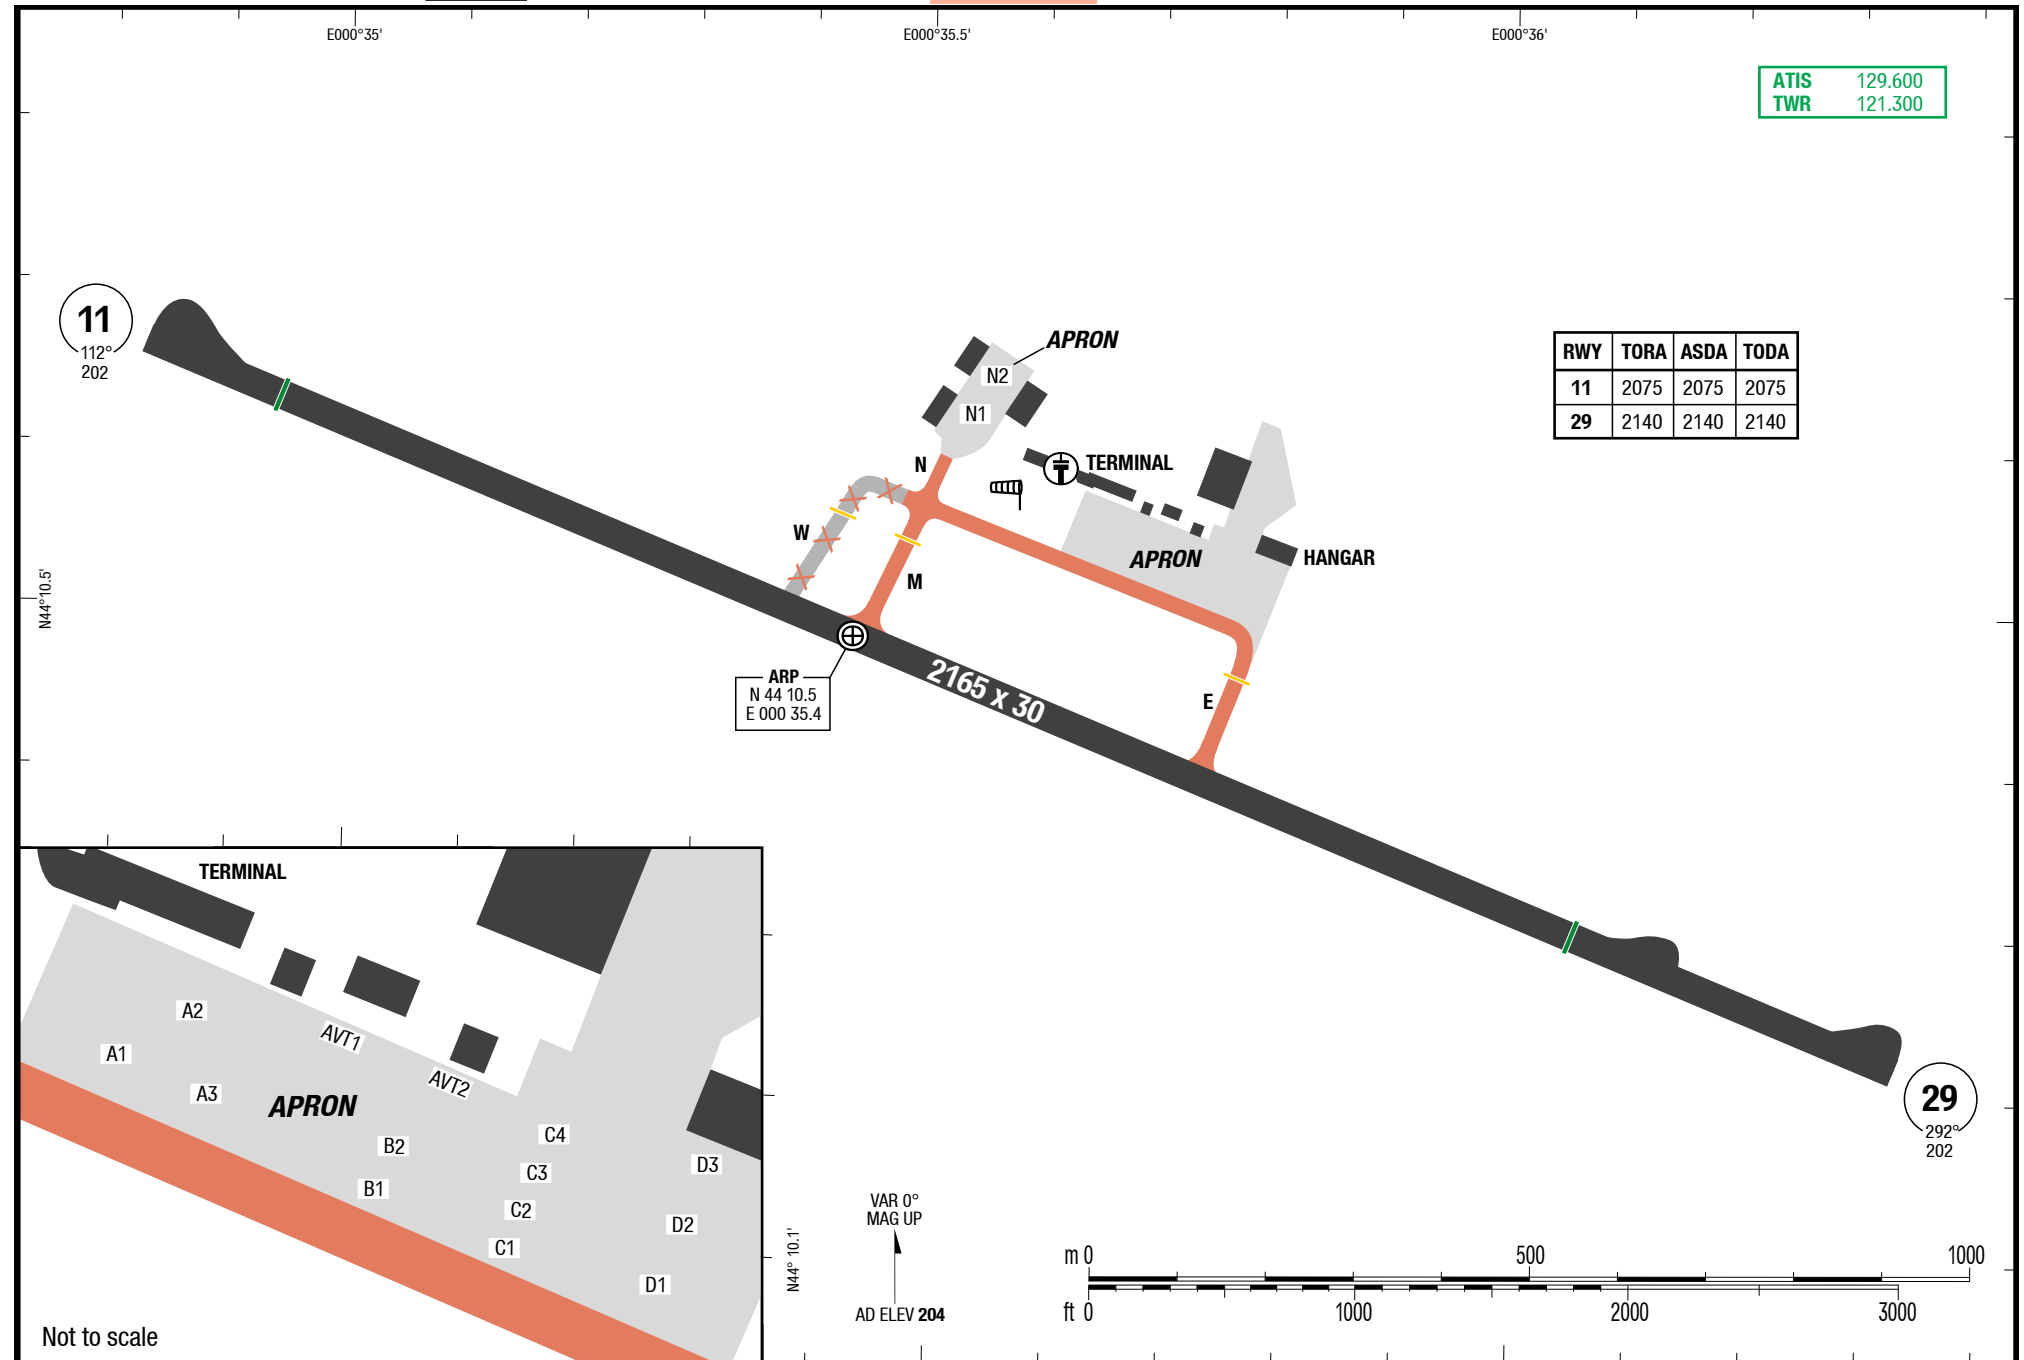 E000°35'
E000°35.5'
E000°36'
ATIS 129.600
TWR 121.300
11
112°
202
APRON
N2
N1
RWY TORA ASDA TODA
11 2075 2075 2075
29 2140 2140 2140
N
TERMINAL
W
APRON
HANGAR
M
N44°10.5'
ARP
N 44 10.5
E 000 35.4
2165 x 30
E
TERMINAL
A2
AVT1
A1
AVT2
A3
APRON
B2
C4
C3
D3
B1
C2
D2
C1
D1
Not to scale
N44° 10.1'
29
292°
202
VAR 0°
MAG UP
AD ELEV 204
m 0 500 1000
ft 0 1000 2000 3000